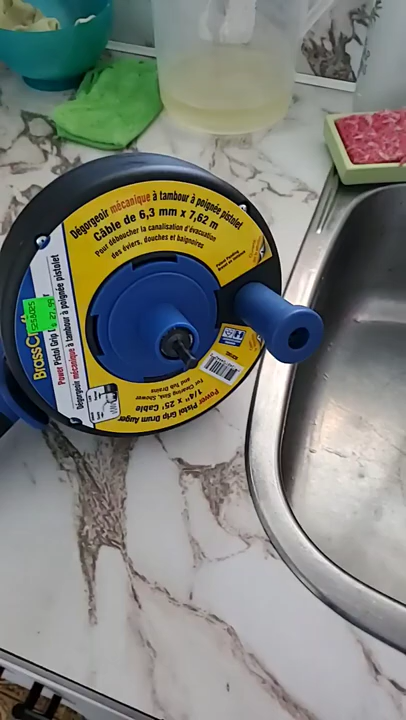 Dégorgeoir mécanique à tambour à poignée pistolet
Câble de 6,3 mm x 7,62 m
Pour déboucher la canalisation d'évacuation
des éviers, douches et baignoires
BrassCr
Power Pistol Grip
Dégorgeoir mécanique à tambour à poignée pistolet
Power Pistol Grip Drum Auger
1/4" x 25' Cable
For Clearing Sink, Shower
and Tub Drains